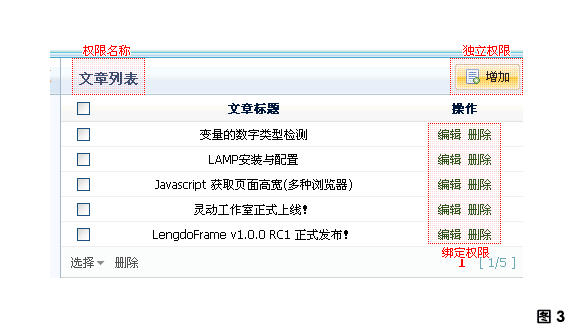 权限名称 独立权限
文章列表 增加
文章标题 操作
变量的数字类型检测 编辑 删除
LAMP安装与配置 编辑 删除
Javascript 获取页面高宽(多种浏览器) 编辑 删除
灵动工作室正式上线! 编辑 删除
LengdoFrame v1.0.0 RC1 正式发布! 编辑 删除
绑定权限
选择 删除 1 [ 1/5 ]
图 3